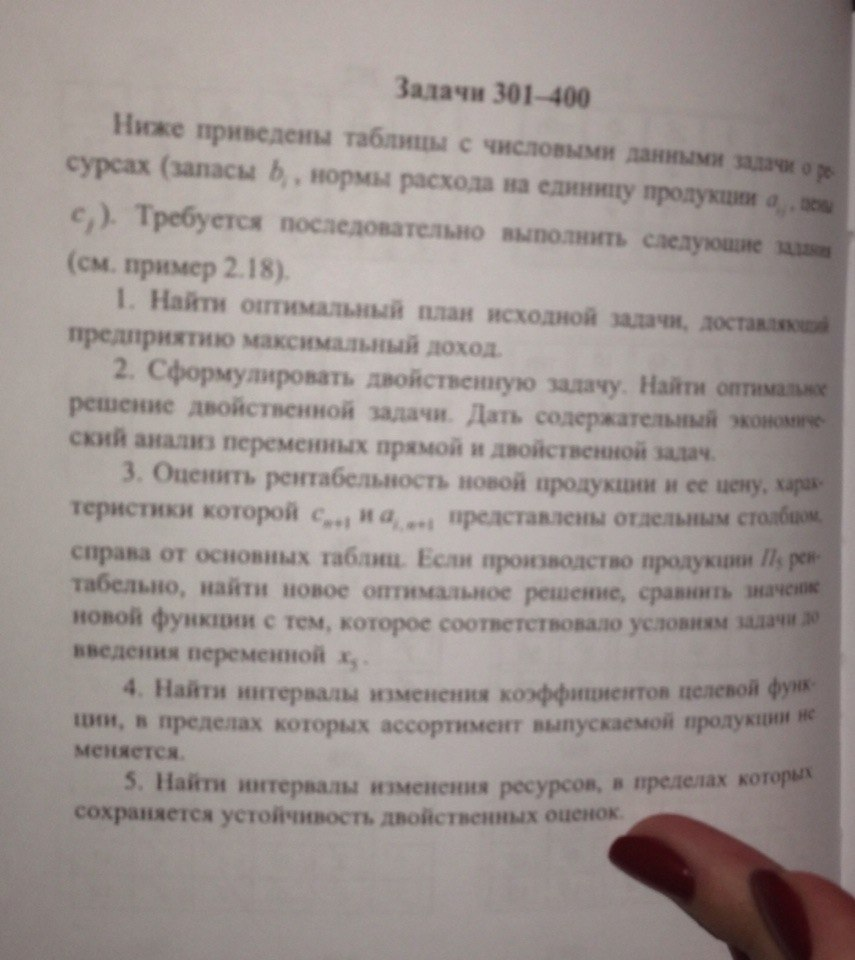 Задачи 301–400
Ниже приведены таблицы с числовыми данными задачи о ре-
сурсах (запасы b_i, нормы расхода на единицу продукции a_ij, цены
c_j). Требуется последовательно выполнить следующие задания
(см. пример 2.18).
1. Найти оптимальный план исходной задачи, доставляющий
предприятию максимальный доход.
2. Сформулировать двойственную задачу. Найти оптимальное
решение двойственной задачи. Дать содержательный экономиче-
ский анализ переменных прямой и двойственной задач.
3. Оценить рентабельность новой продукции и ее цену, харак-
теристики которой c_n+1 и a_i, n+1 представлены отдельным столбцом,
справа от основных таблиц. Если производство продукции П_5 рен-
табельно, найти новое оптимальное решение, сравнить значение
новой функции с тем, которое соответствовало условиям задачи до
введения переменной x_5.
4. Найти интервалы изменения коэффициентов целевой функ-
ции, в пределах которых ассортимент выпускаемой продукции не
меняется.
5. Найти интервалы изменения ресурсов, в пределах которых
сохраняется устойчивость двойственных оценок.